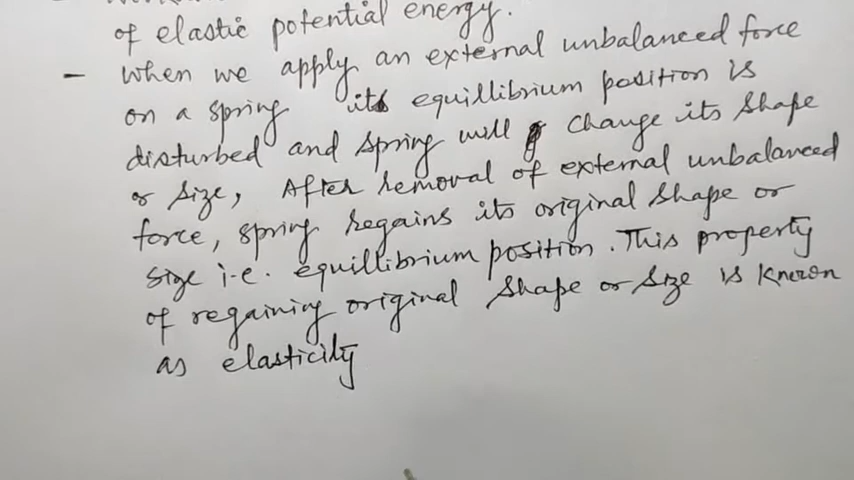 of elastic potential energy.
- When we apply an external unbalanced force
on a spring its equillibrium position is
disturbed and spring will change its shape
or size, After removal of external unbalanced
force, spring regains its original shape or
size i.e. equillibrium position. This property
of regaining original shape or size is known
as elasticity